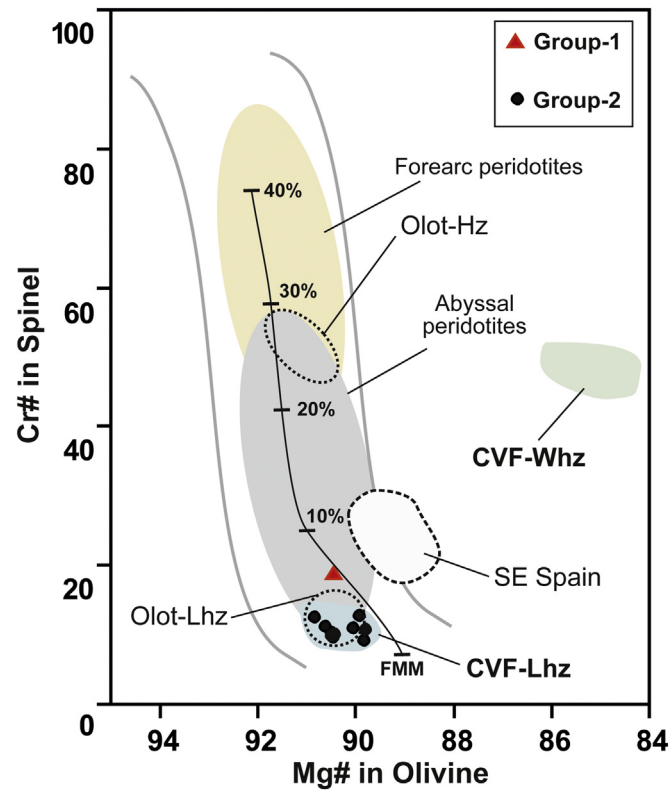 100
80
60
40
20
0
Cr# in Spinel
Group-1
Group-2
Forearc peridotites
40%
Olot-Hz
30%
Abyssal
peridotites
20%
CVF-Whz
10%
SE Spain
Olot-Lhz
FMM
CVF-Lhz
94
92
90
88
86
84
Mg# in Olivine